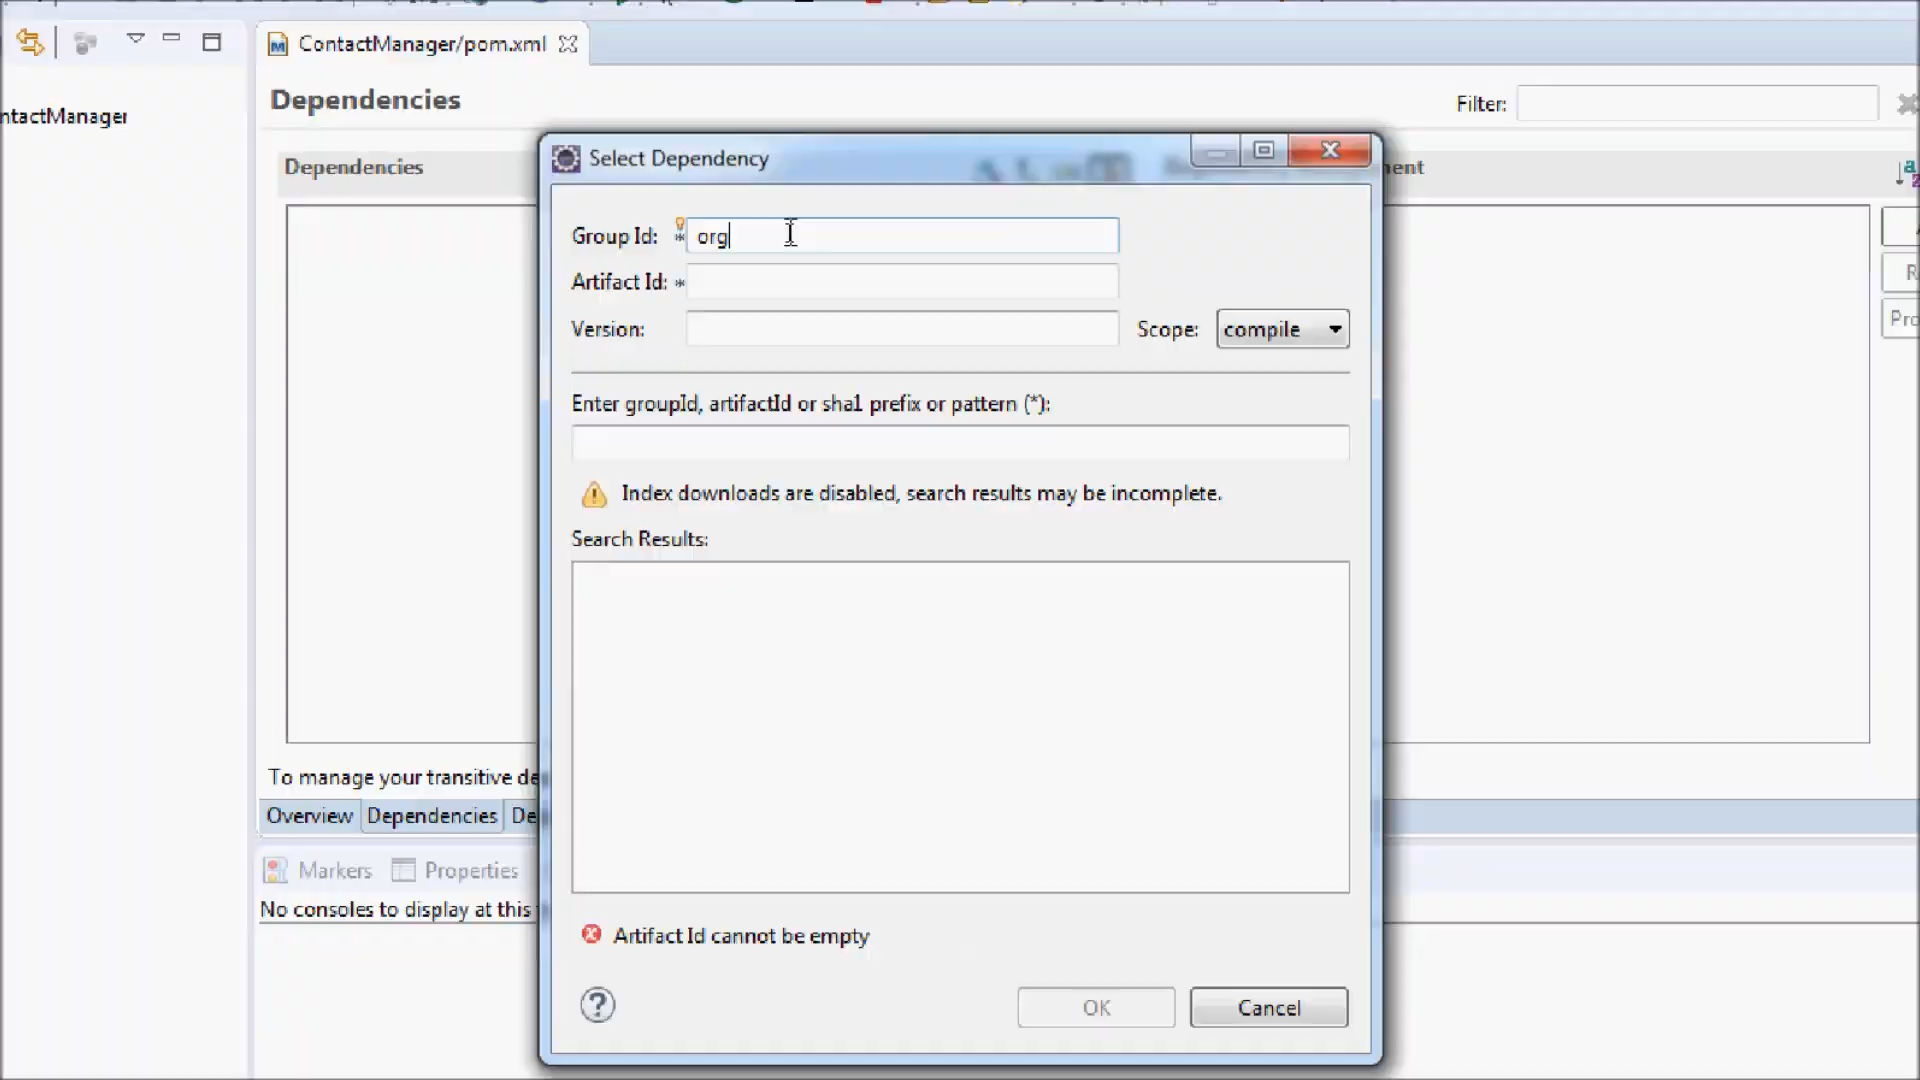 ContactManager/pom.xml
ntactManager
Dependencies
Filter:
Select Dependency
Dependencies
nent
Group Id: * org
Artifact Id: *
Version:
Scope: compile
Pro
Enter groupId, artifactId or sha1 prefix or pattern (*):
Index downloads are disabled, search results may be incomplete.
Search Results:
To manage your transitive de
Overview Dependencies De
Markers Properties
No consoles to display at this
Artifact Id cannot be empty
OK Cancel